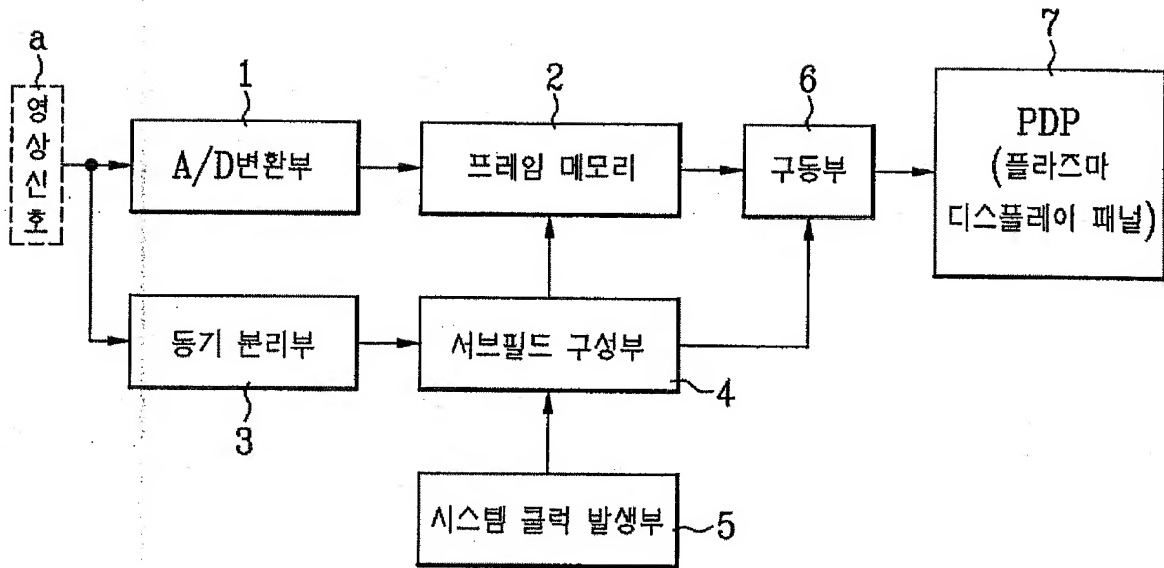 a
영상신호
1
A/D변환부
2
프레임 메모리
6
구동부
7
PDP
(플라즈마
디스플레이 패널)
동기 분리부
3
서브필드 구성부
4
시스템 클럭 발생부
5